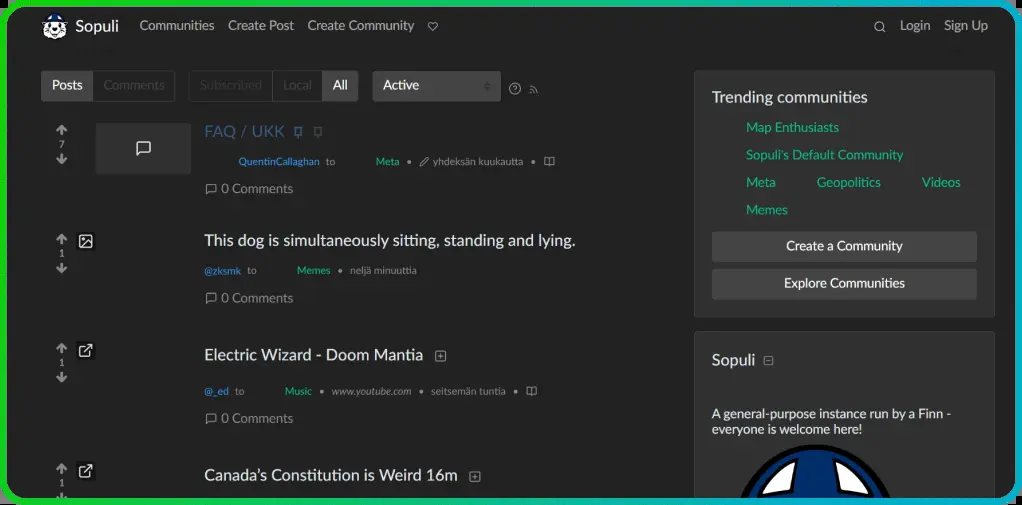 Sopuli Communities Create Post Create Community Login Sign Up
Posts Comments Subscribed Local All Active
7
FAQ / UKK
QuentinCallaghan to Meta • yhdeksän kuukautta •
0 Comments
1
This dog is simultaneously sitting, standing and lying.
@zksmk to Memes • neljä minuuttia
0 Comments
1
Electric Wizard - Doom Mantia
@_ed to Music • www.youtube.com • seitsemän tuntia •
0 Comments
1
Canada's Constitution is Weird 16m
Trending communities
Map Enthusiasts
Sopuli's Default Community
Meta Geopolitics Videos
Memes
Create a Community
Explore Communities
Sopuli
A general-purpose instance run by a Finn -
everyone is welcome here!